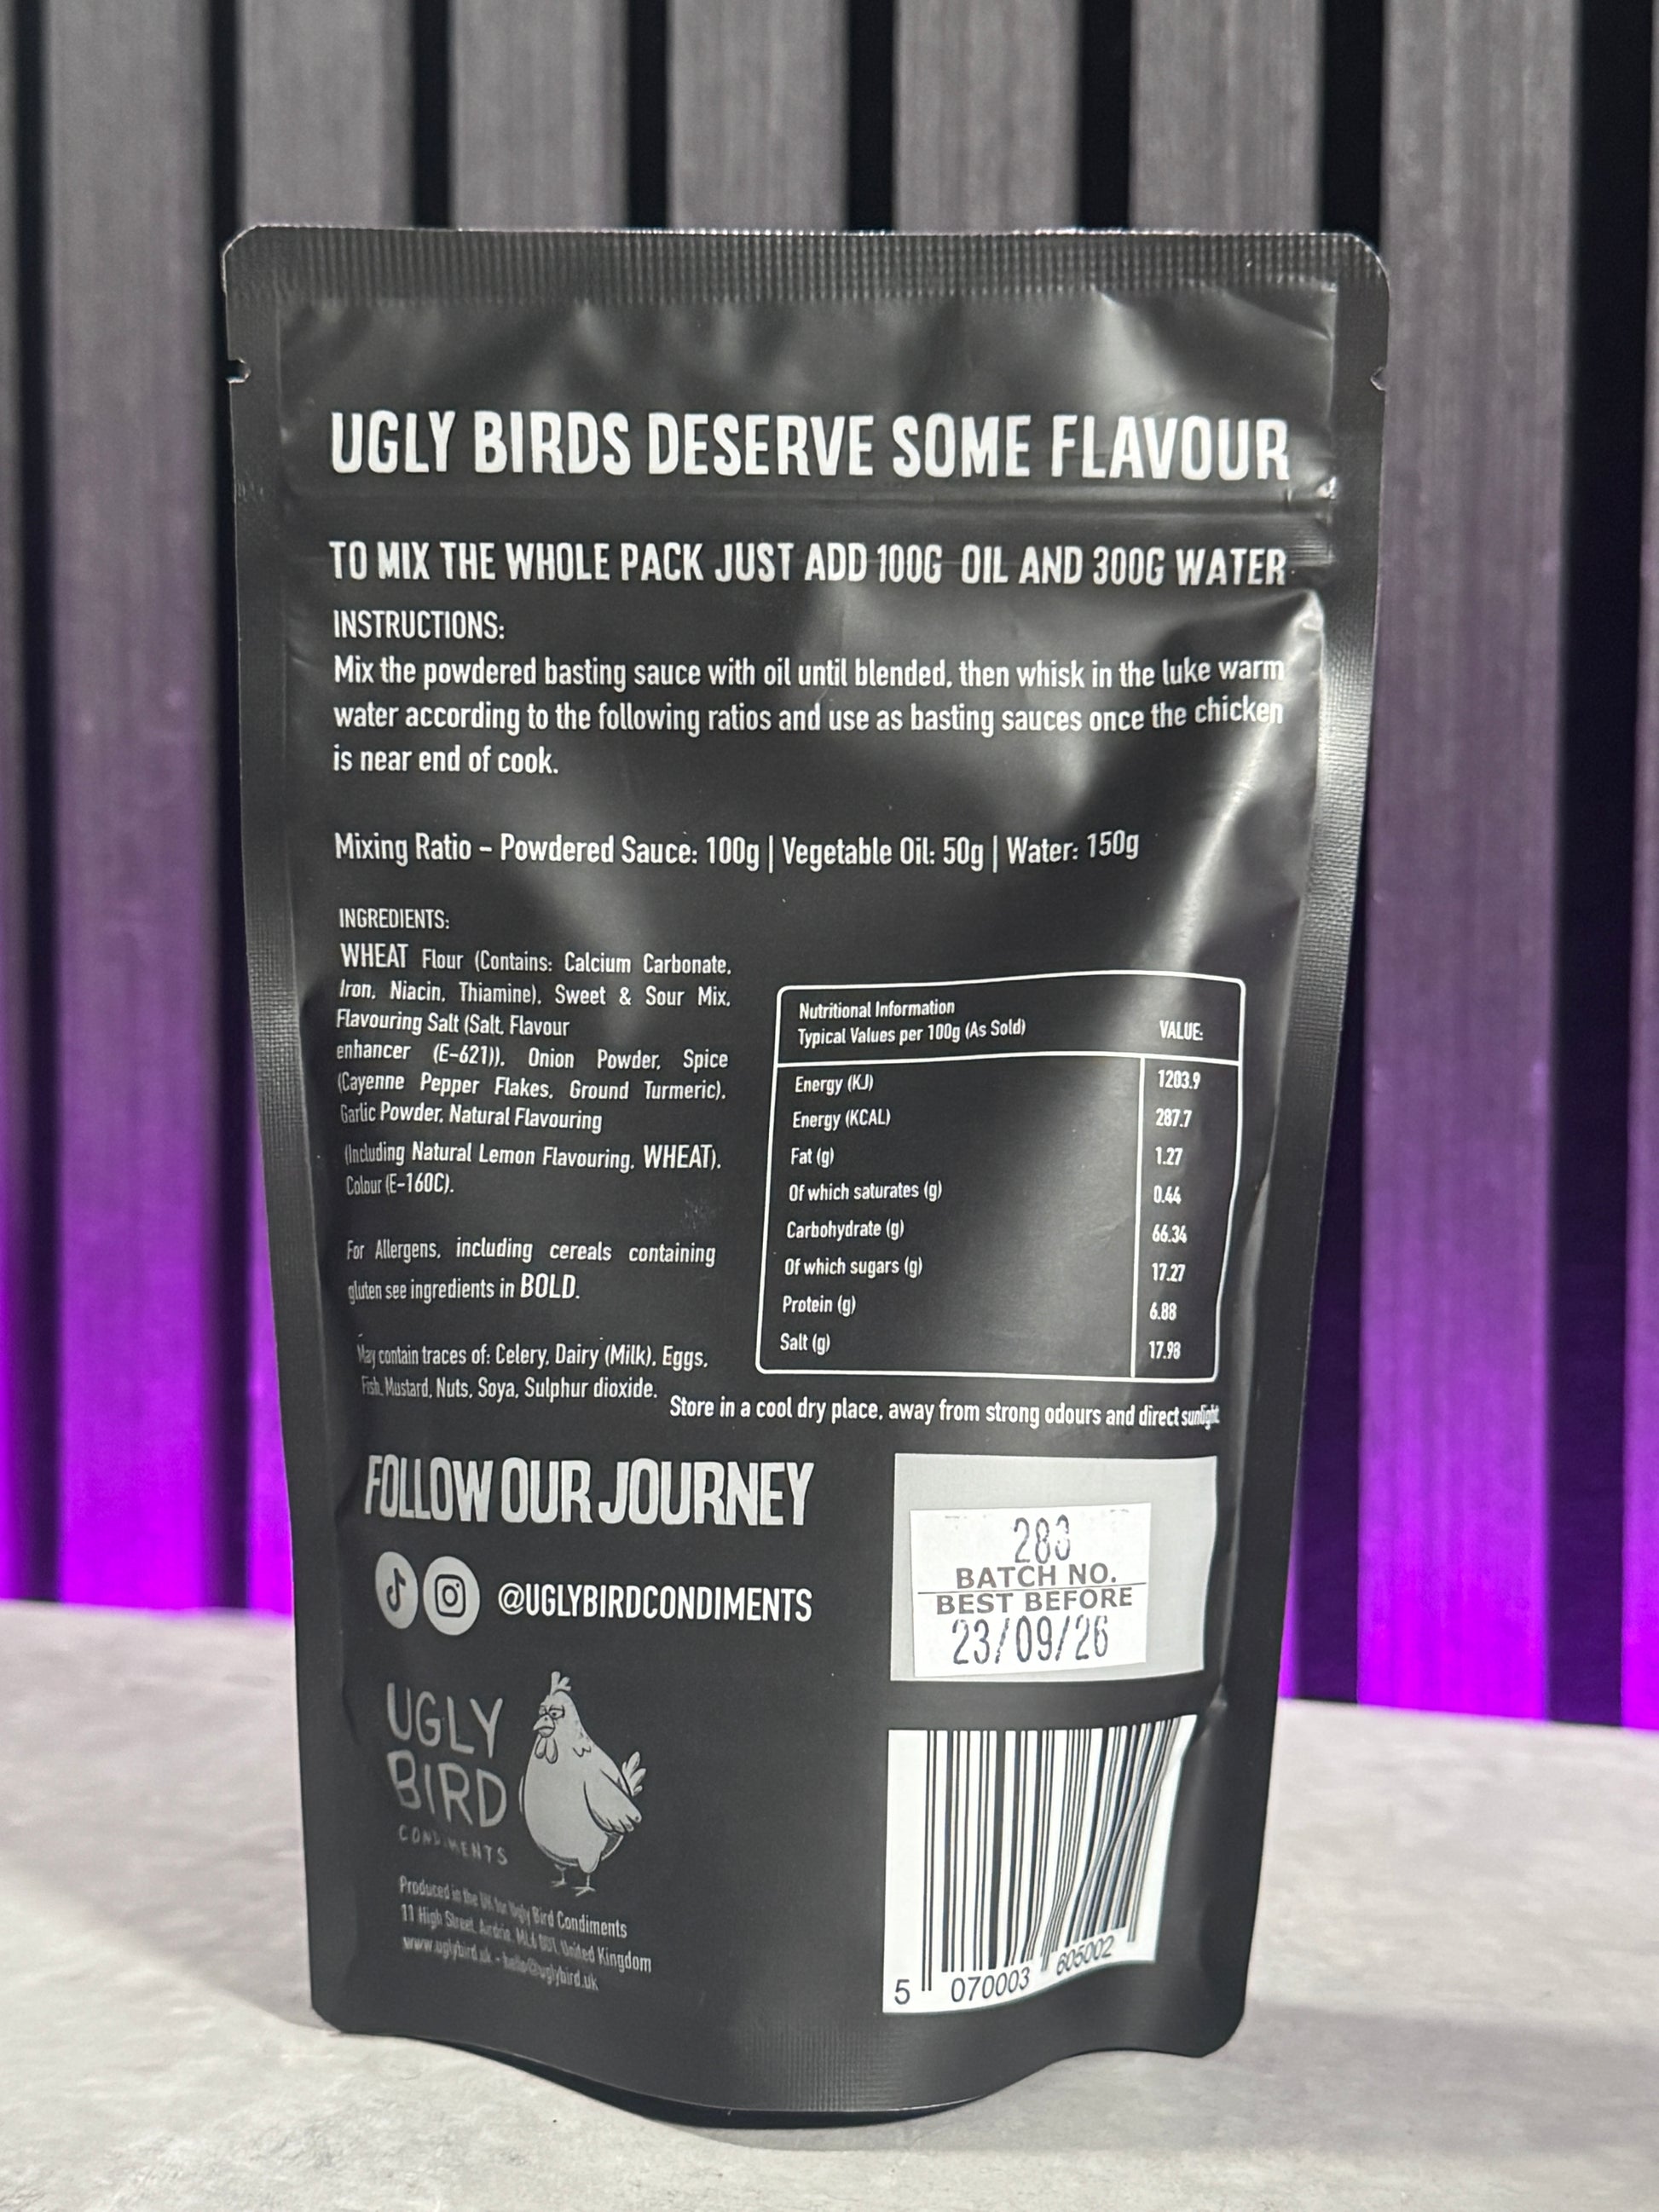 UGLY BIRDS DESERVE SOME FLAVOUR
TO MIX THE WHOLE PACK JUST ADD 100G OIL AND 300G WATER
INSTRUCTIONS:
Mix the powdered basting sauce with oil until blended, then whisk in the luke warm
water according to the following ratios and use as basting sauces once the chicken
is near end of cook.
Mixing Ratio – Powdered Sauce: 100g | Vegetable Oil: 50g | Water: 150g
INGREDIENTS:
WHEAT Flour (Contains: Calcium Carbonate,
Iron, Niacin, Thiamine), Sweet & Sour Mix,
Flavouring Salt (Salt, Flavour
enhancer (E-621)), Onion Powder, Spice
(Cayenne Pepper Flakes, Ground Turmeric),
Garlic Powder, Natural Flavouring
(Including Natural Lemon Flavouring, WHEAT),
Colour (E-160C).
For Allergens, including cereals containing
gluten see ingredients in BOLD.
May contain traces of: Celery, Dairy (Milk), Eggs,
Fish, Mustard, Nuts, Soya, Sulphur dioxide.
Nutritional Information
Typical Values per 100g (As Sold) VALUE:
Energy (KJ) 1203.9
Energy (KCAL) 287.7
Fat (g) 1.27
Of which saturates (g) 0.44
Carbohydrate (g) 66.34
Of which sugars (g) 17.27
Protein (g) 6.88
Salt (g) 17.98
Store in a cool dry place, away from strong odours and direct sunlight
FOLLOW OUR JOURNEY
@UGLYBIRDCONDIMENTS
283
BATCH NO.
BEST BEFORE
23/09/26
UGLY
BIRD
CONDIMENTS
Produced in the UK for Ugly Bird Condiments
11 High Street, Airdrie, United Kingdom
www.uglybird.uk - hello@uglybird.uk
5 070003 605002